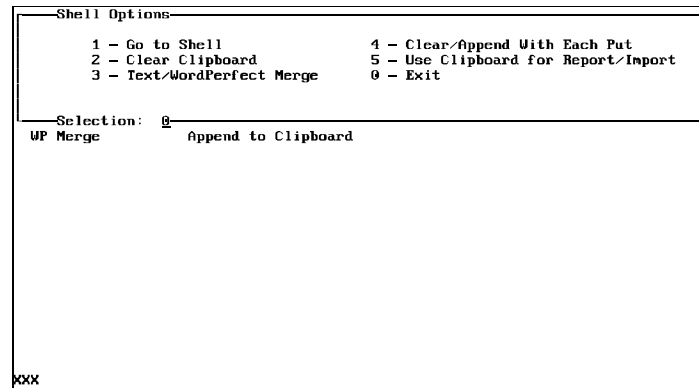 Shell Options
1 – Go to Shell 4 – Clear/Append With Each Put
2 – Clear Clipboard 5 – Use Clipboard for Report/Import
3 – Text/WordPerfect Merge 0 – Exit
Selection: 0
WP Merge Append to Clipboard
XXX